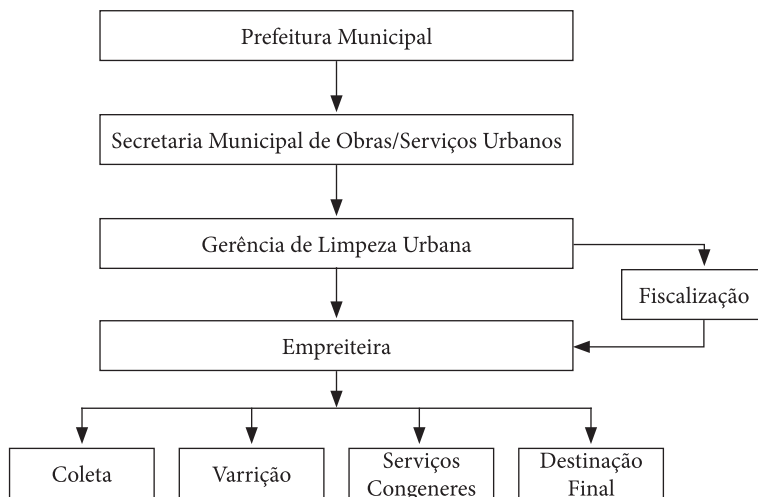 Prefeitura Municipal
Secretaria Municipal de Obras/Serviços Urbanos
Gerência de Limpeza Urbana
Fiscalização
Empreiteira
Coleta
Varrição
Serviços
Congeneres
Destinação
Final